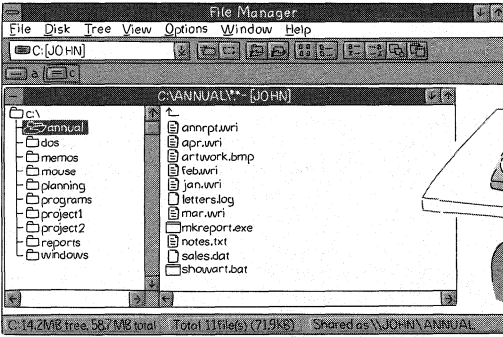 File Manager
File Disk Tree View Options Window Help
C:[JOHN]
a c
C:\ANNUAL\*.* - [JOHN]
C:\
annual
dos
memos
mouse
planning
programs
project1
project2
reports
windows
annrpt.wri
apr.wri
artwork.bmp
feb.wri
jan.wri
letters.log
mar.wri
mkreport.exe
notes.txt
sales.dat
showart.bat
C:14.2MB free, 58.7MB total Total 11 file(s) (719KB) Shared as \\JOHN\ANNUAL